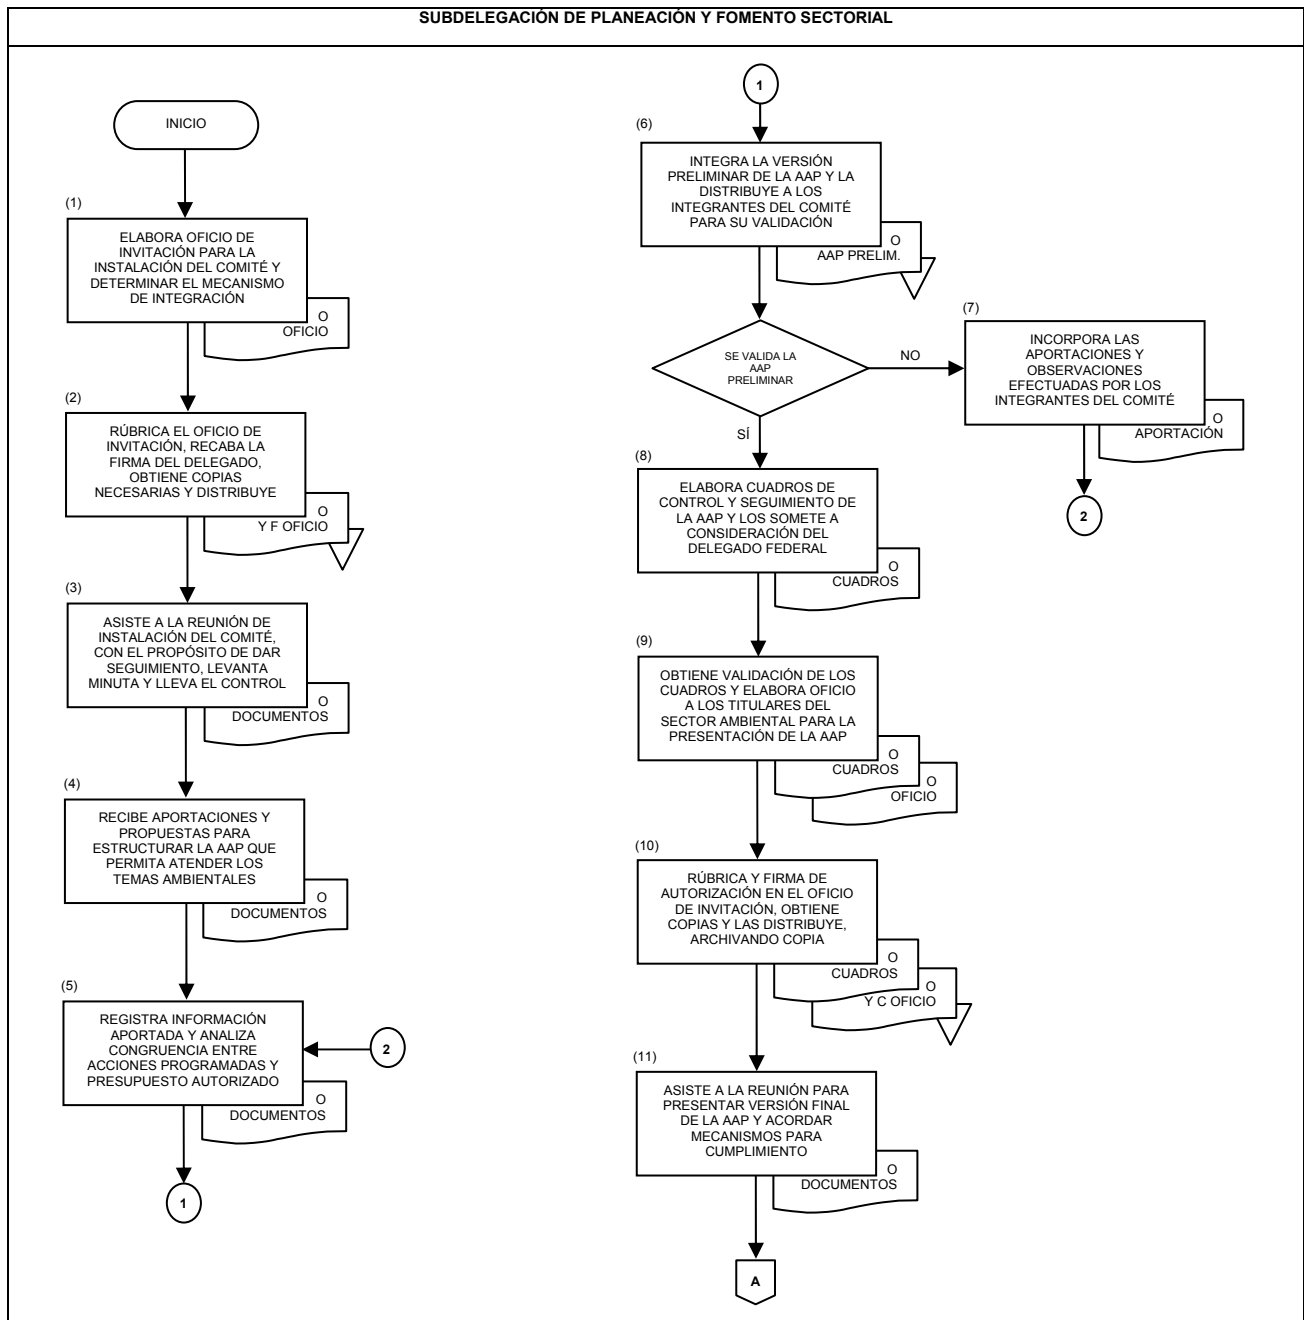 SUBDELEGACIÓN DE PLANEACIÓN Y FOMENTO SECTORIAL
INICIO
(1)
ELABORA OFICIO DE
INVITACIÓN PARA LA
INSTALACIÓN DEL COMITÉ Y
DETERMINAR EL MECANISMO
DE INTEGRACIÓN
O
OFICIO
(2)
RÚBRICA EL OFICIO DE
INVITACIÓN, RECABA LA
FIRMA DEL DELEGADO,
OBTIENE COPIAS
NECESARIAS Y DISTRIBUYE
O
Y F OFICIO
(3)
ASISTE A LA REUNIÓN DE
INSTALACIÓN DEL COMITÉ,
CON EL PROPÓSITO DE DAR
SEGUIMIENTO, LEVANTA
MINUTA Y LLEVA EL CONTROL
O
DOCUMENTOS
(4)
RECIBE APORTACIONES Y
PROPUESTAS PARA
ESTRUCTURAR LA AAP QUE
PERMITA ATENDER LOS
TEMAS AMBIENTALES
O
DOCUMENTOS
(5)
REGISTRA INFORMACIÓN
APORTADA Y ANALIZA
CONGRUENCIA ENTRE
ACCIONES PROGRAMADAS Y
PRESUPUESTO AUTORIZADO
2
O
DOCUMENTOS
1
1
(6)
INTEGRA LA VERSIÓN
PRELIMINAR DE LA AAP Y LA
DISTRIBUYE A LOS
INTEGRANTES DEL COMITÉ
PARA SU VALIDACIÓN
O
AAP PRELIM.
SE VALIDA LA
AAP
PRELIMINAR
NO
(7)
INCORPORA LAS
APORTACIONES Y
OBSERVACIONES
EFECTUADAS POR LOS
INTEGRANTES DEL COMITÉ
O
APORTACIÓN
2
SÍ
(8)
ELABORA CUADROS DE
CONTROL Y SEGUIMIENTO DE
LA AAP Y LOS SOMETE A
CONSIDERACIÓN DEL
DELEGADO FEDERAL
O
CUADROS
(9)
OBTIENE VALIDACIÓN DE LOS
CUADROS Y ELABORA OFICIO
A LOS TITULARES DEL
SECTOR AMBIENTAL PARA LA
PRESENTACIÓN DE LA AAP
O
CUADROS
O
OFICIO
(10)
RÚBRICA Y FIRMA DE
AUTORIZACIÓN EN EL OFICIO
DE INVITACIÓN, OBTIENE
COPIAS Y LAS DISTRIBUYE,
ARCHIVANDO COPIA
O
CUADROS
O
Y C OFICIO
(11)
ASISTE A LA REUNIÓN PARA
PRESENTAR VERSIÓN FINAL
DE LA AAP Y ACORDAR
MECANISMOS PARA
CUMPLIMIENTO
O
DOCUMENTOS
A